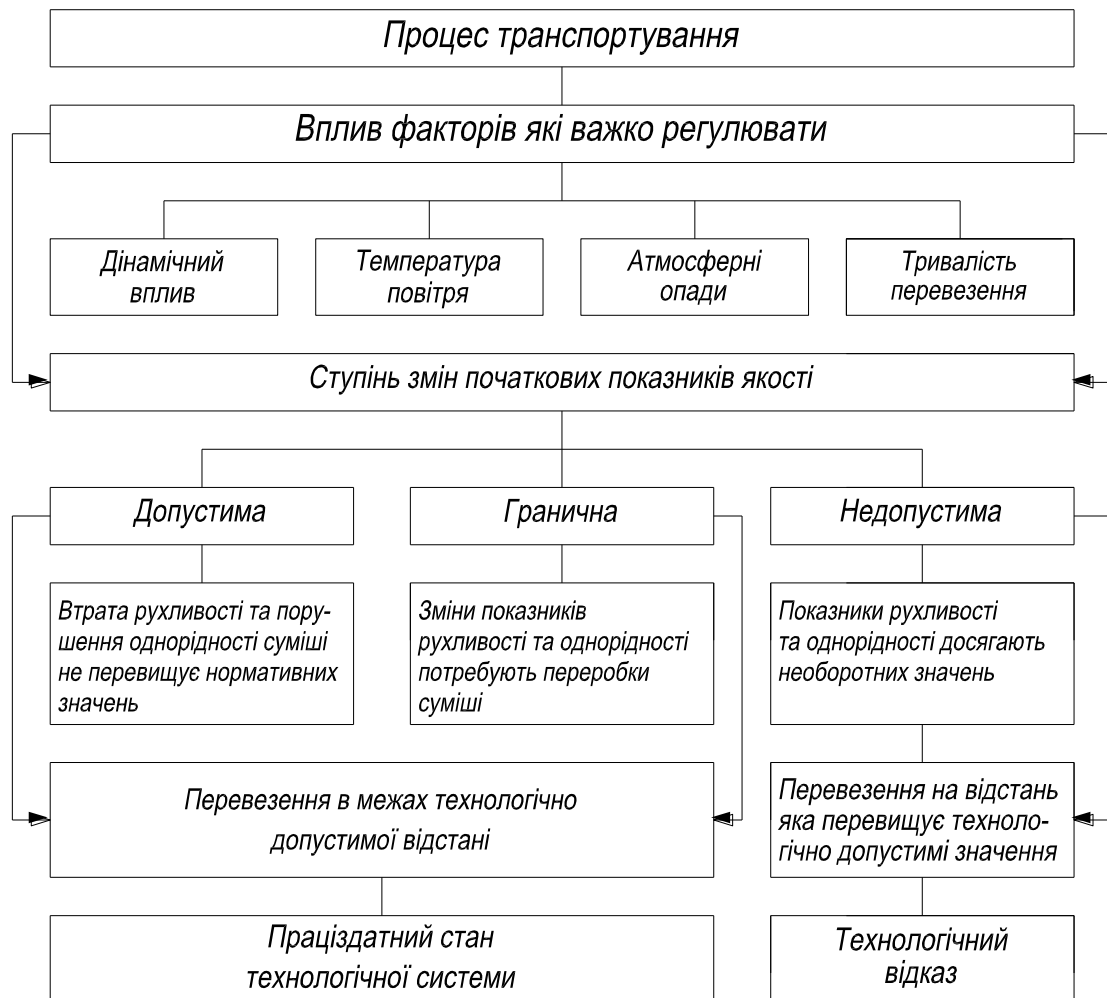 Процес транспортування
Вплив факторів які важко регулювати
Дінамічний
вплив
Температура
повітря
Атмосферні
опади
Тривалість
перевезення
Ступінь змін початкових показників якості
Допустима
Гранична
Недопустима
Втрата рухливості та пору-
шення однорідності суміші
не перевищує нормативних
значень
Зміни показників
рухливості та однорідності
потребують переробки
суміші
Показники рухливості
та однорідності досягають
необоротних значень
Перевезення в межах технологічно
допустимої відстані
Перевезення на відстань
яка перевищує техноло-
гічно допустимі значення
Праціздатний стан
технологічної системи
Технологічний
відказ